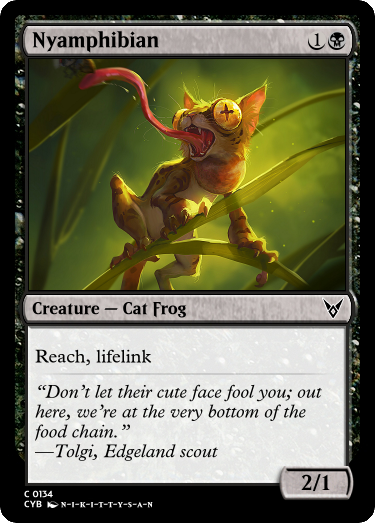 Nyamphibian 1
Creature — Cat Frog
Reach, lifelink
“Don’t let their cute face fool you; out
here, we’re at the very bottom of the
food chain.”
—Tolgi, Edgeland scout
2/1
C 0134
CYB N-I-K-I-T-T-Y-S-A-N